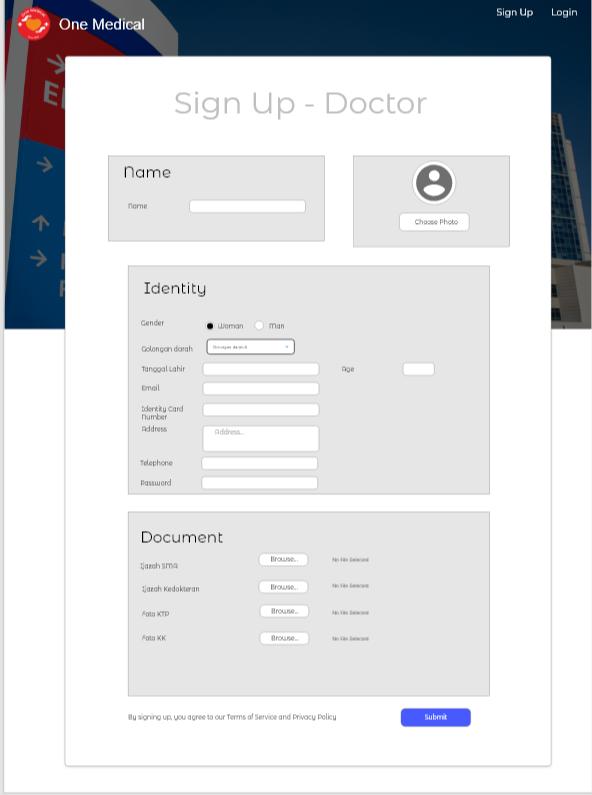 Sign Up Login
One Medical
Sign Up - Doctor
Name
Name
Choose Photo
Identity
Gender Woman Man
Golongan darah Golongan darah
Tanggal Lahir Age
Email
Identity Card
Number
Address Address...
Telephone
Password
Document
Ijazah SMA Browse... No File Selected
Ijazah Kedokteran Browse... No File Selected
Foto KTP Browse... No File Selected
Foto KK Browse... No File Selected
By signing up, you agree to our Terms of Service and Privacy Policy Submit